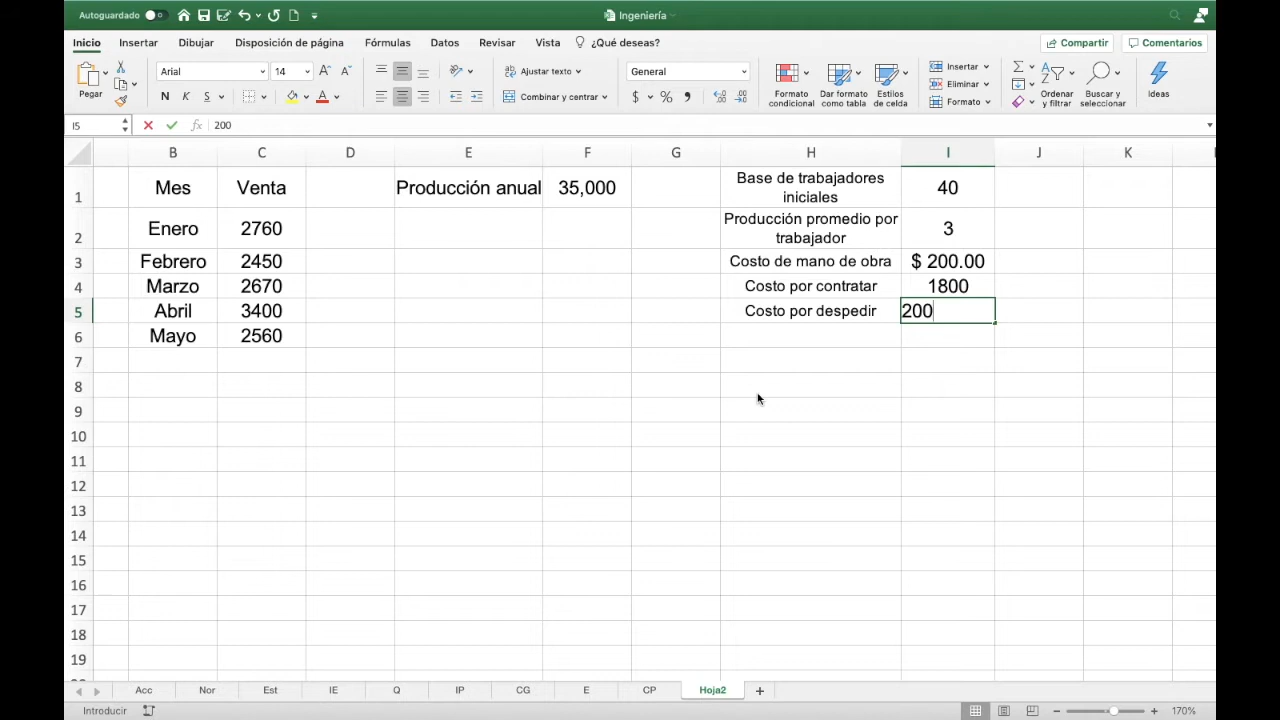 Autoguardado
Ingeniería
Inicio Insertar Dibujar Disposición de página Fórmulas Datos Revisar Vista ¿Qué deseas? Compartir Comentarios
Pegar
Arial 14
N K S
Ajustar texto
Combinar y centrar
General
$ % 9
Formato condicional
Dar formato como tabla
Estilos de celda
Insertar
Eliminar
Formato
Ordenar y filtrar
Buscar y seleccionar
Ideas
I5 fx 200
B C D E F G H I J K
1 Mes Venta Producción anual 35,000 Base de trabajadores iniciales 40
2 Enero 2760 Producción promedio por trabajador 3
3 Febrero 2450 Costo de mano de obra $ 200.00
4 Marzo 2670 Costo por contratar 1800
5 Abril 3400 Costo por despedir 200
6 Mayo 2560
7
8
9
10
11
12
13
14
15
16
17
18
19
Acc Nor Est IE Q IP CG E CP Hoja2 +
Introducir 170%